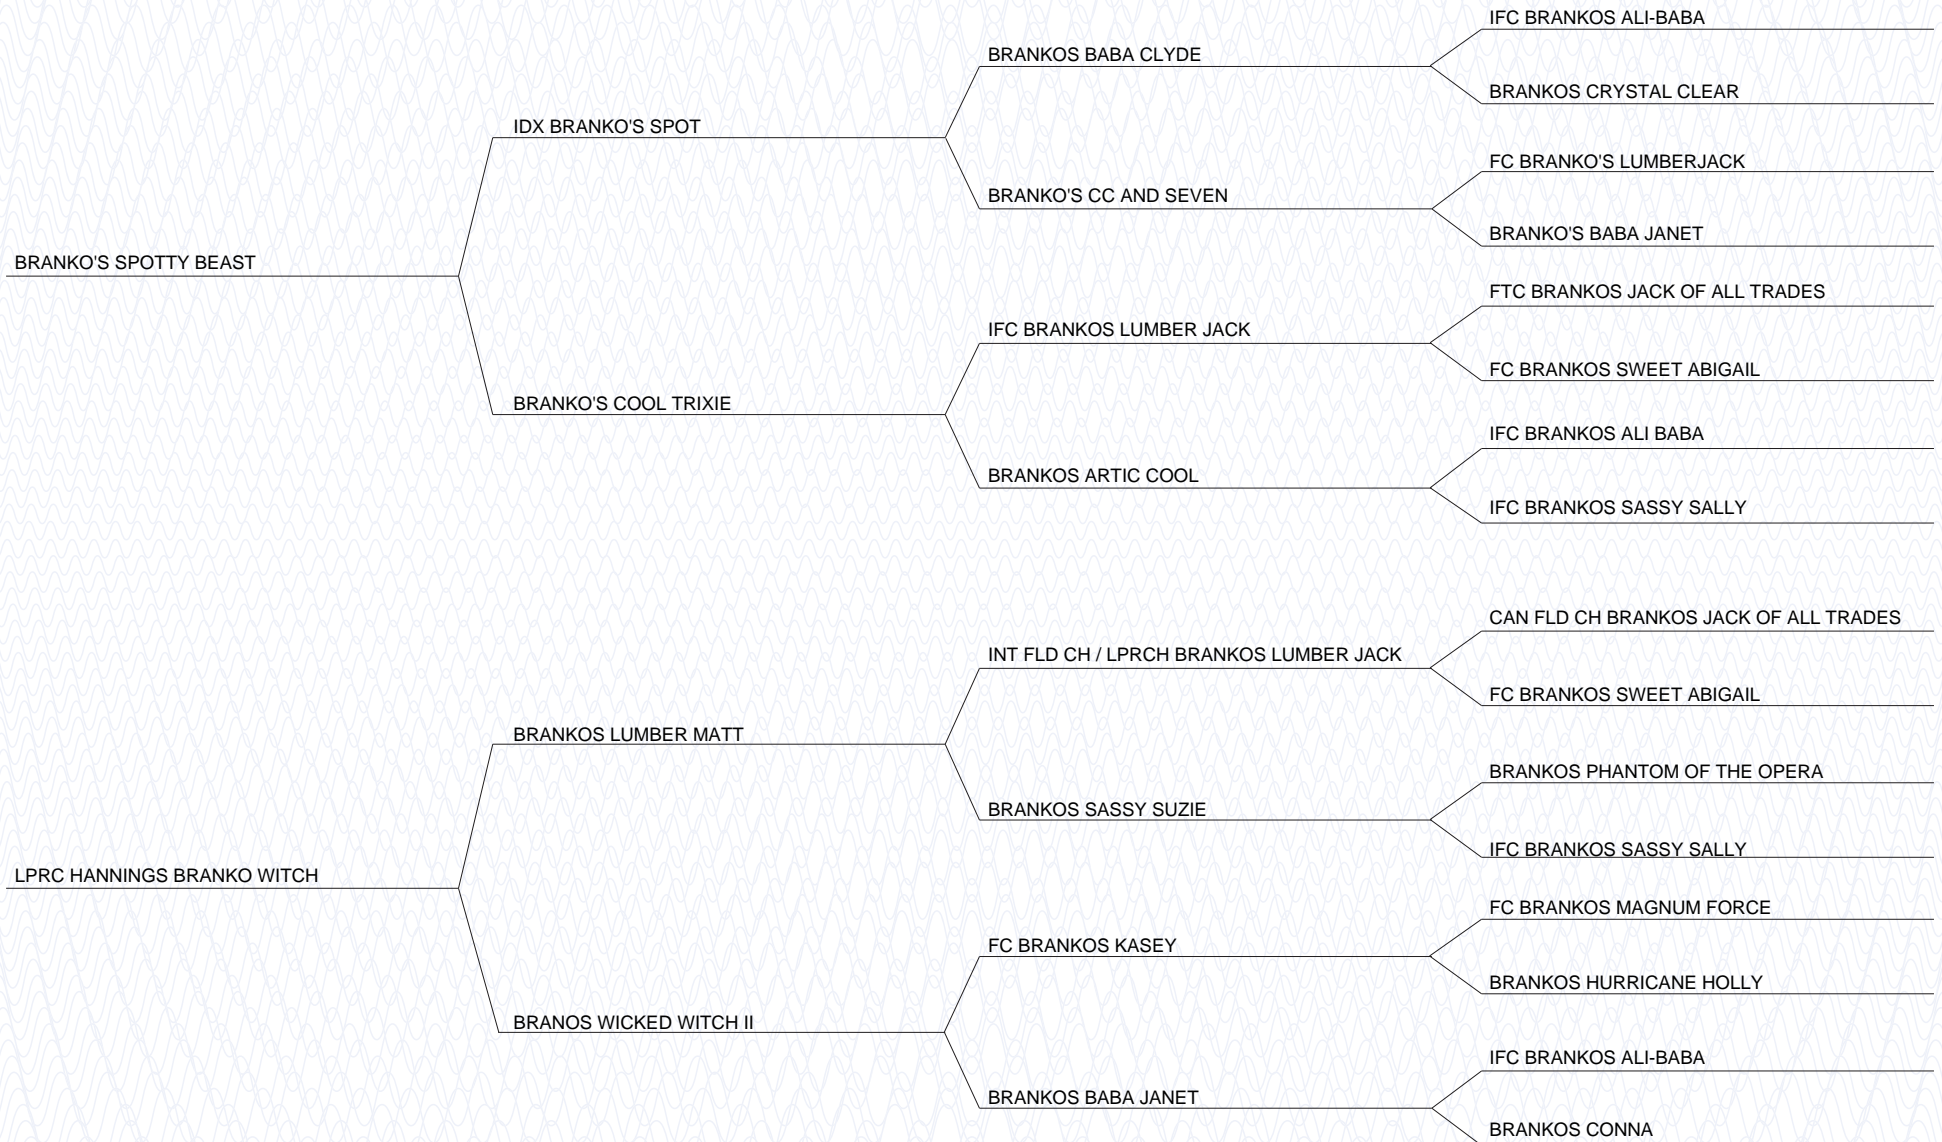 IFC BRANKOS ALI-BABA
BRANKOS BABA CLYDE
BRANKOS CRYSTAL CLEAR
IDX BRANKO'S SPOT
FC BRANKO'S LUMBERJACK
BRANKO'S CC AND SEVEN
BRANKO'S BABA JANET
BRANKO'S SPOTTY BEAST
FTC BRANKOS JACK OF ALL TRADES
IFC BRANKOS LUMBER JACK
FC BRANKOS SWEET ABIGAIL
BRANKO'S COOL TRIXIE
IFC BRANKOS ALI BABA
BRANKOS ARTIC COOL
IFC BRANKOS SASSY SALLY
CAN FLD CH BRANKOS JACK OF ALL TRADES
INT FLD CH / LPRCH BRANKOS LUMBER JACK
FC BRANKOS SWEET ABIGAIL
BRANKOS LUMBER MATT
BRANKOS PHANTOM OF THE OPERA
BRANKOS SASSY SUZIE
IFC BRANKOS SASSY SALLY
LPRC HANNINGS BRANKO WITCH
FC BRANKOS MAGNUM FORCE
FC BRANKOS KASEY
BRANKOS HURRICANE HOLLY
BRANOS WICKED WITCH II
IFC BRANKOS ALI-BABA
BRANKOS BABA JANET
BRANKOS CONNA